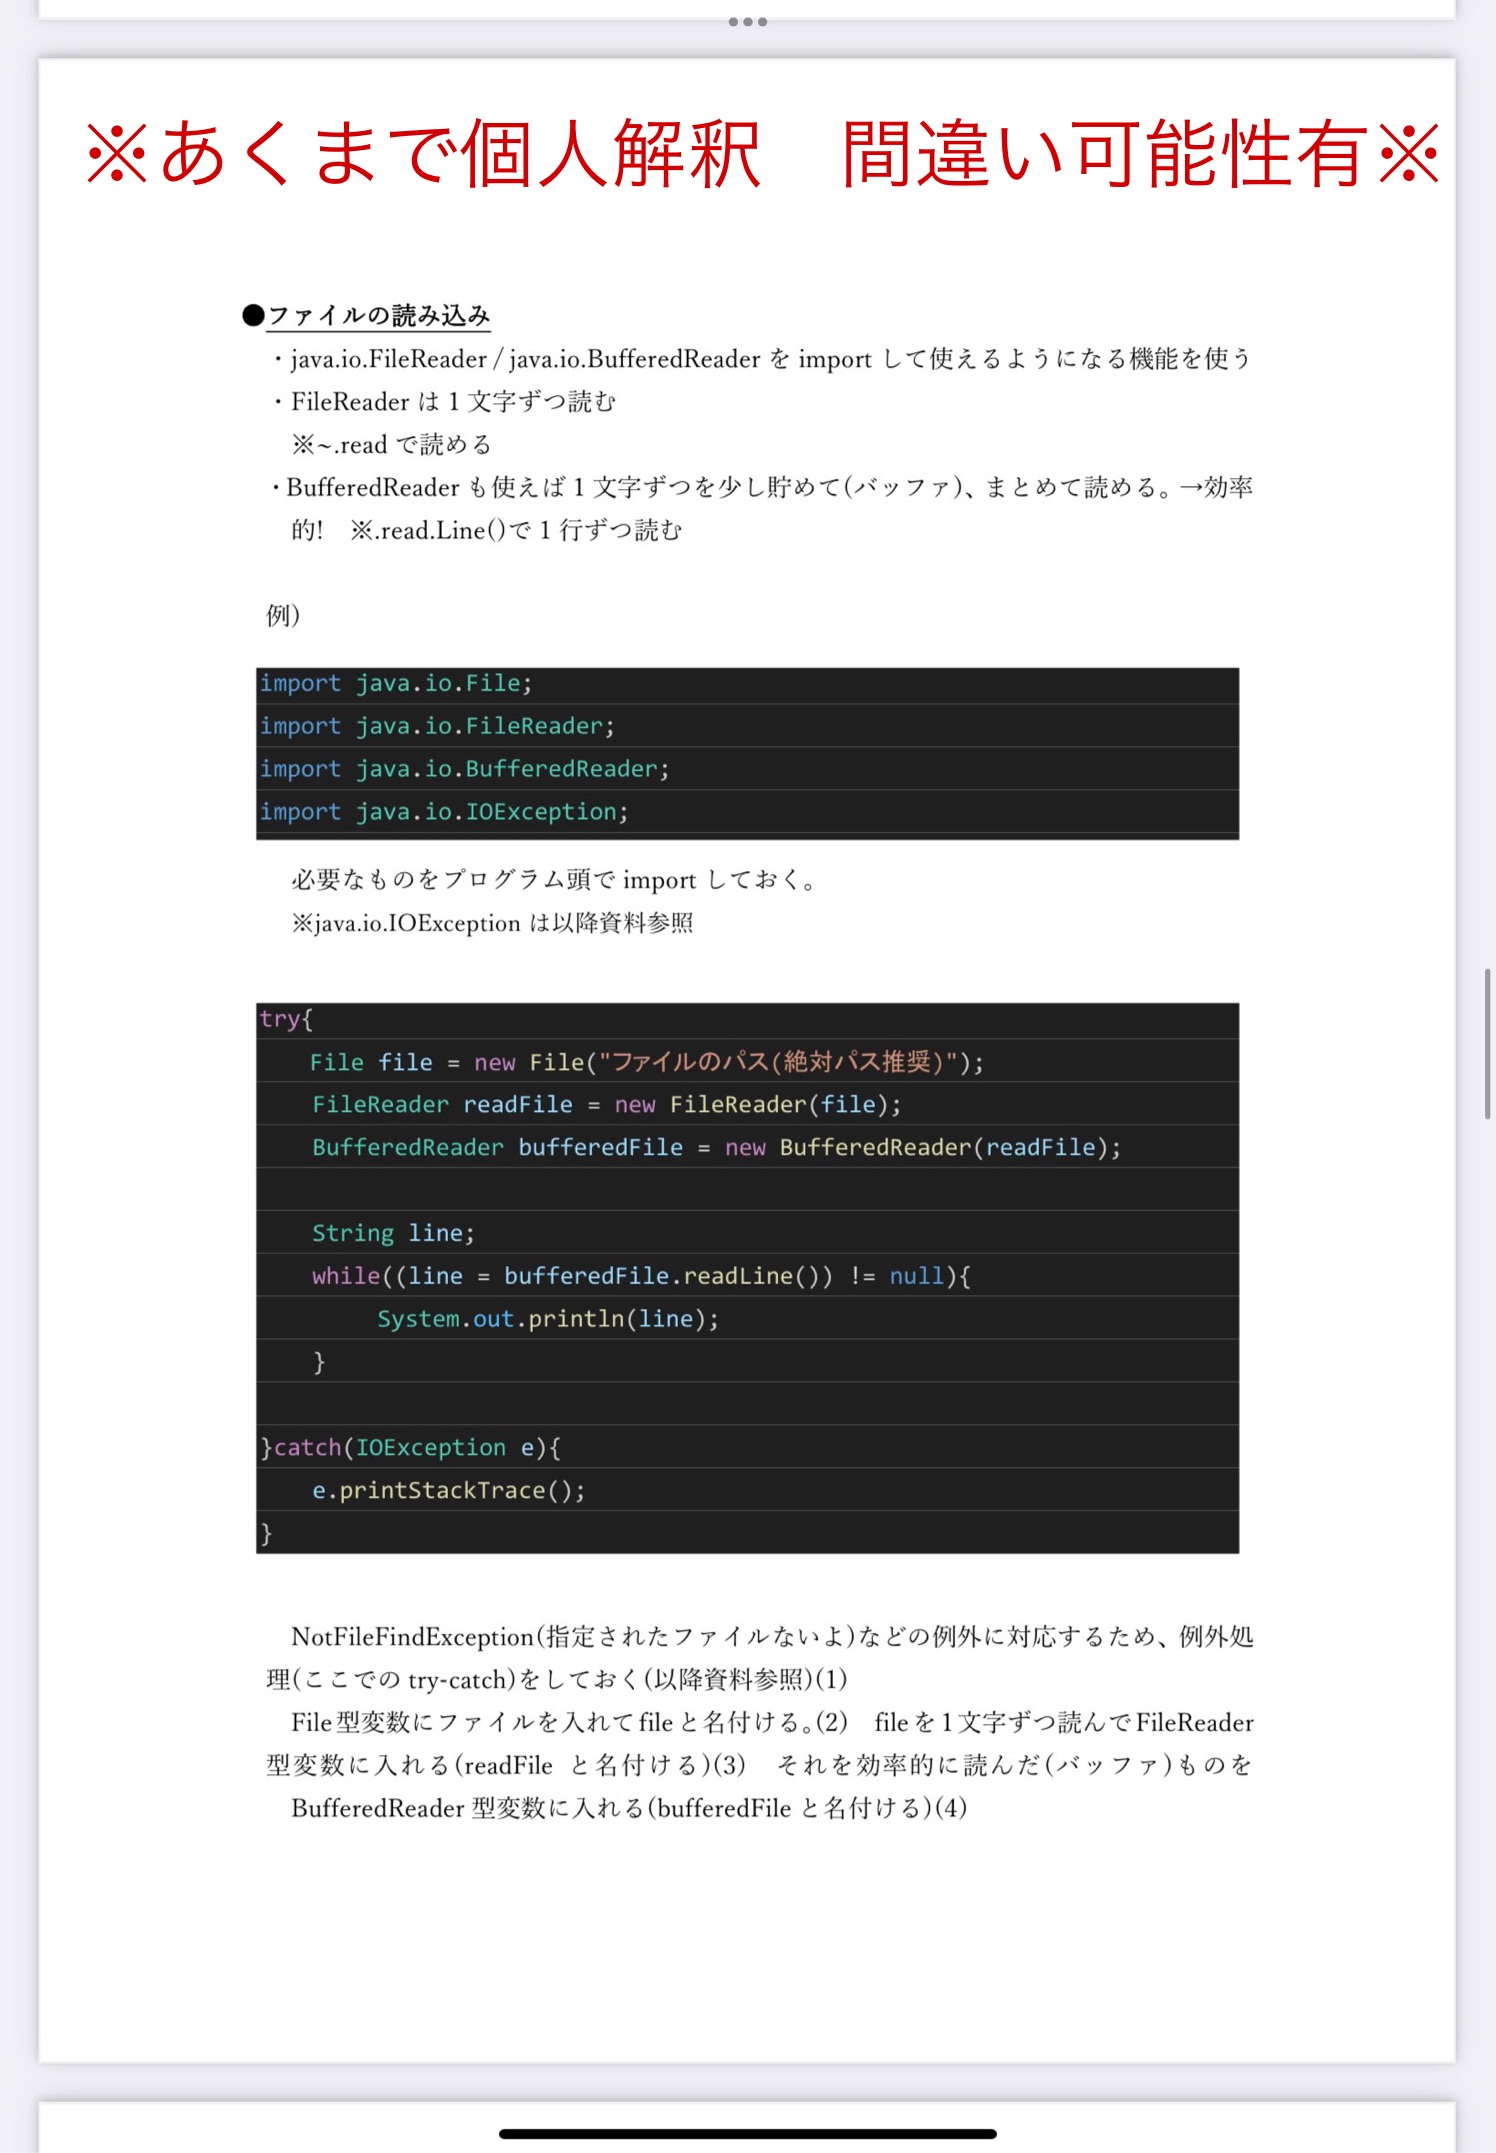 ※あくまで個人解釈　間違い可能性有※
●ファイルの読み込み
・java.io.FileReader / java.io.BufferedReader を import して使えるようになる機能を使う
・FileReader は 1 文字ずつ読む
※~.read で読める
・BufferedReader も使えば 1 文字ずつを少し貯めて(バッファ)、まとめて読める。→効率
的!　※.read.Line()で 1 行ずつ読む
例)
import java.io.File;
import java.io.FileReader;
import java.io.BufferedReader;
import java.io.IOException;
必要なものをプログラム頭で import しておく。
※java.io.IOException は以降資料参照
try{
File file = new File("ファイルのパス(絶対パス推奨)");
FileReader readFile = new FileReader(file);
BufferedReader bufferedFile = new BufferedReader(readFile);
String line;
while((line = bufferedFile.readLine()) != null){
System.out.println(line);
}
}catch(IOException e){
e.printStackTrace();
}
NotFileFindException(指定されたファイルないよ)などの例外に対応するため、例外処
理(ここでの try-catch)をしておく(以降資料参照)(1)
File 型変数にファイルを入れて file と名付ける。(2)　file を 1 文字ずつ読んで FileReader
型変数に入れる(readFile と名付ける)(3)　それを効率的に読んだ(バッファ)ものを
BufferedReader 型変数に入れる(bufferedFile と名付ける)(4)